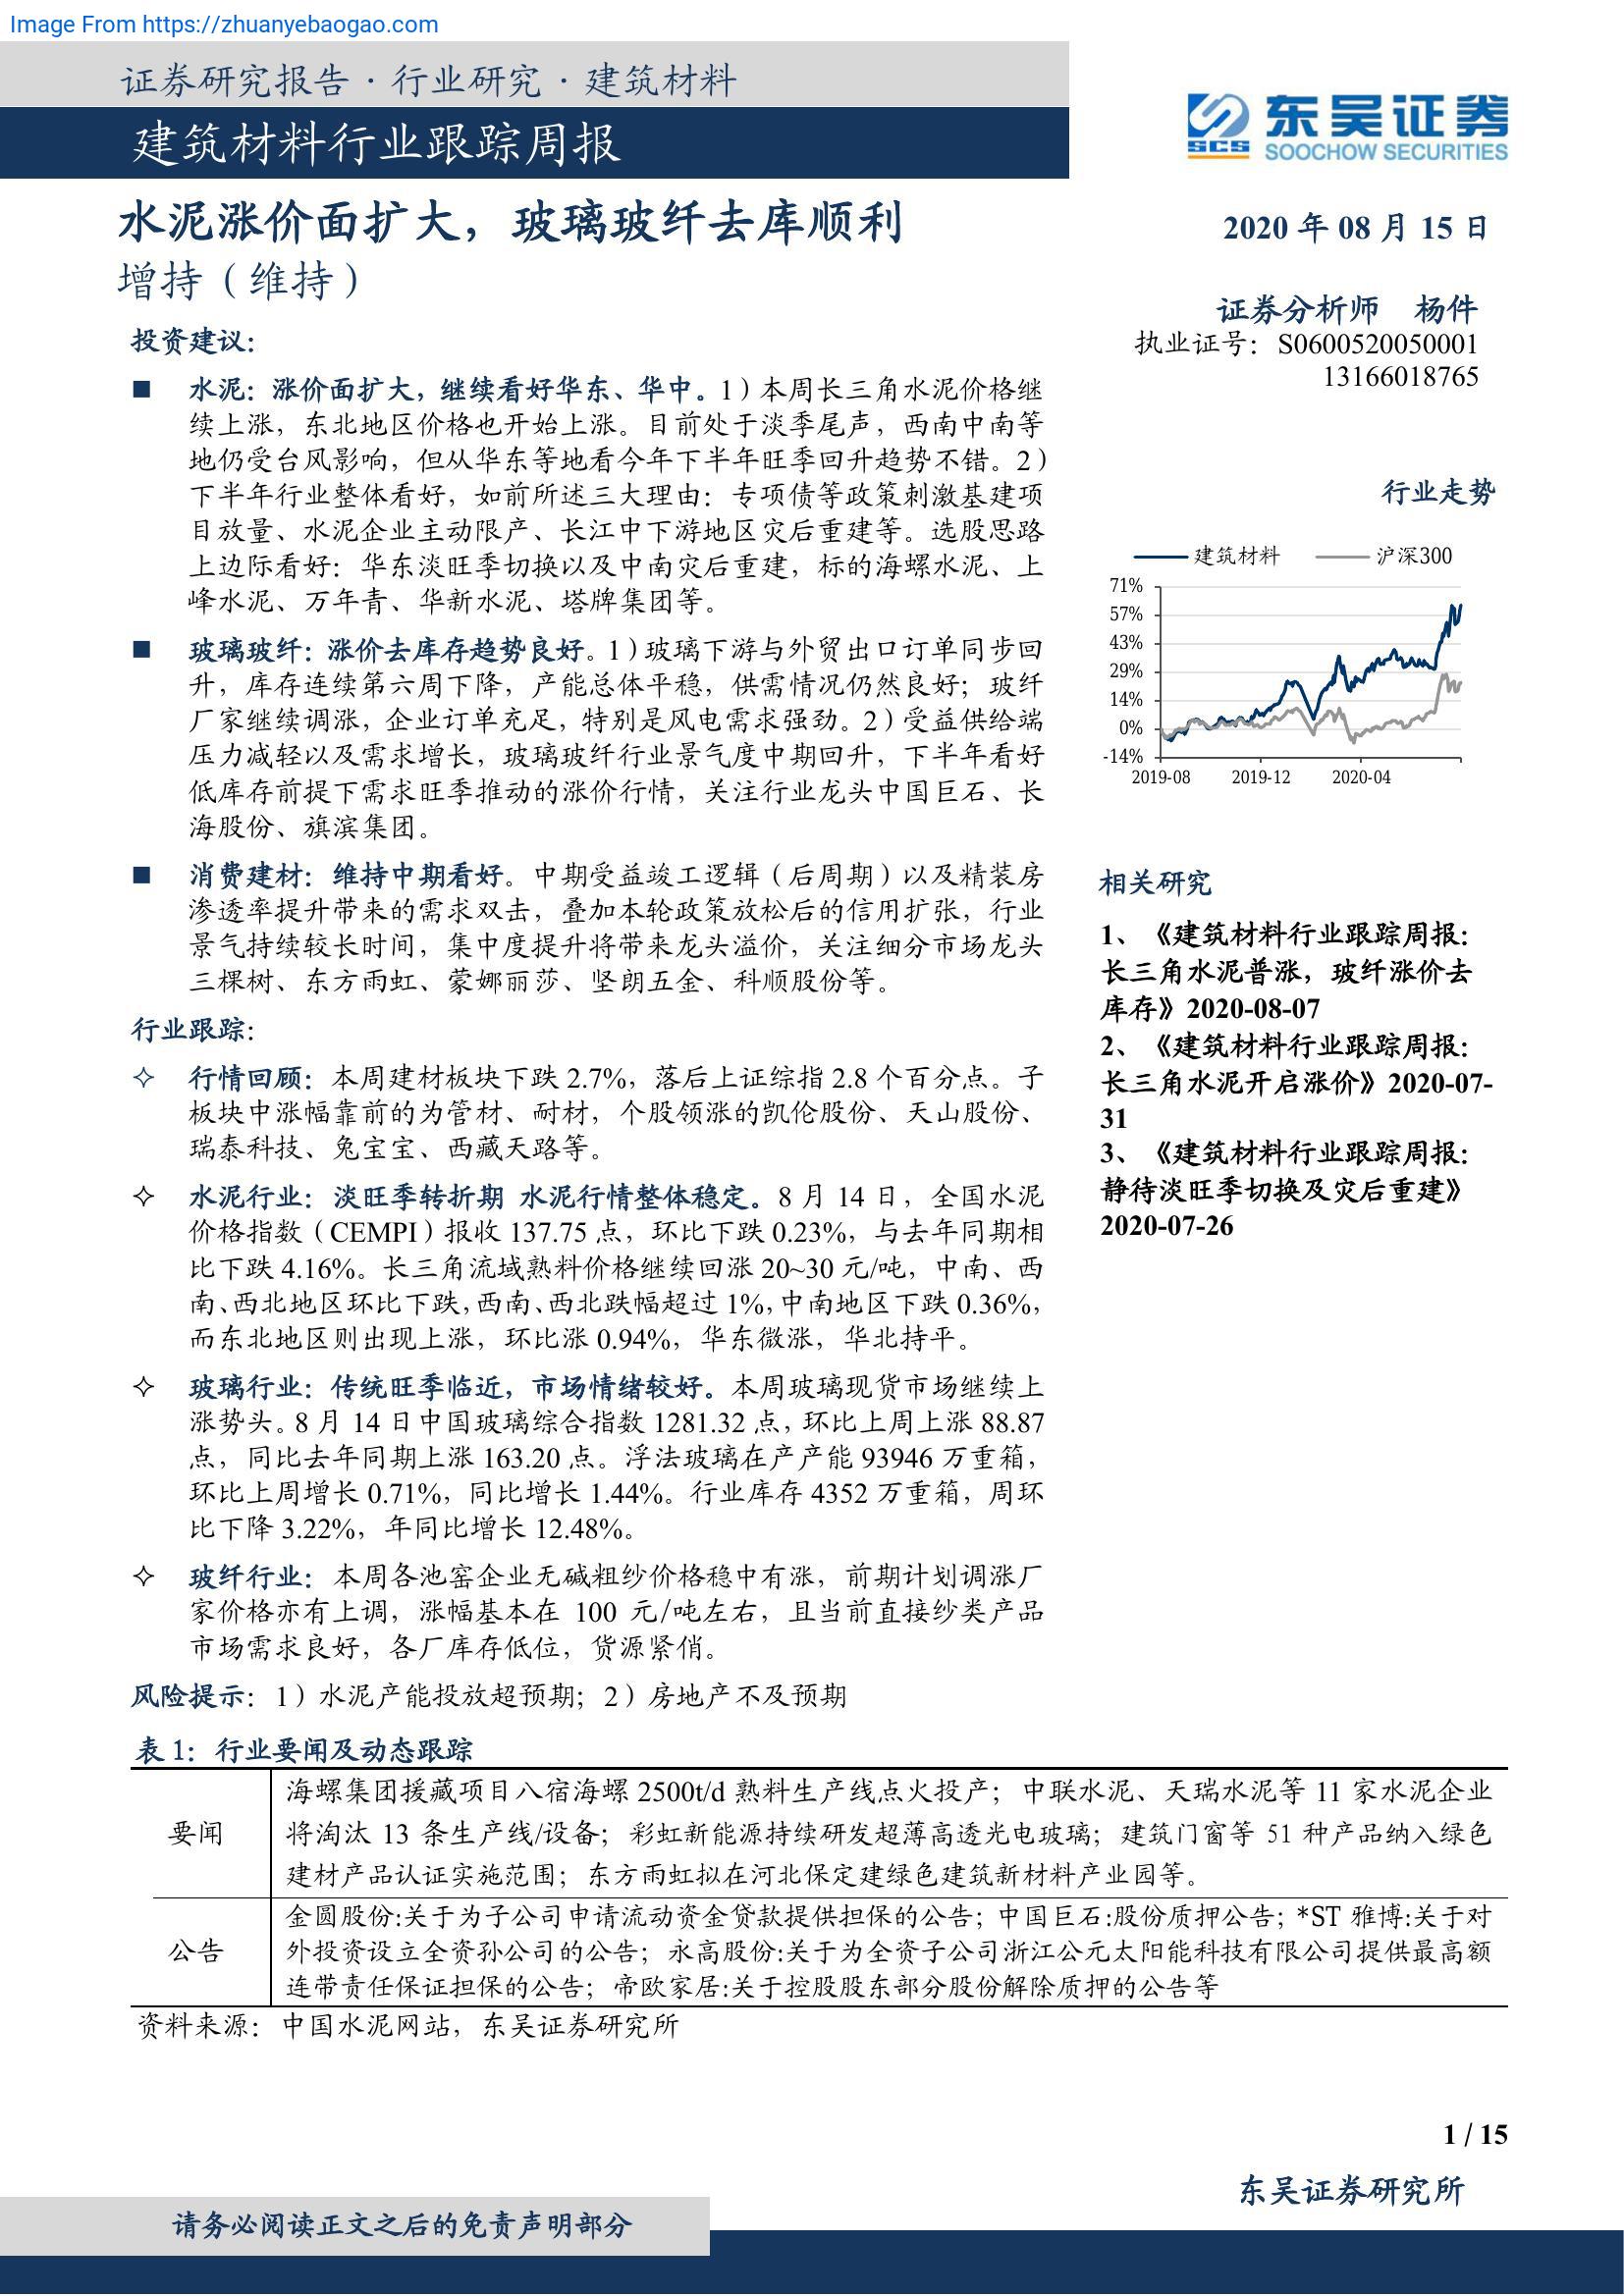 Image From https://zhuanyebaogao.com
证券研究报告·行业研究·建筑材料
建筑材料行业跟踪周报
东吴证券
SCS
SOOCHOW SECURITIES
水泥涨价面扩大，玻璃玻纤去库顺利
增持（维持）
2020 年 08 月 15 日
证券分析师 杨件
执业证号：S0600520050001
13166018765
投资建议：
■ 水泥：涨价面扩大，继续看好华东、华中。1）本周长三角水泥价格继
续上涨，东北地区价格也开始上涨。目前处于淡季尾声，西南中南等
地仍受台风影响，但从华东等地看今年下半年旺季回升趋势不错。2）
下半年行业整体看好，如前所述三大理由：专项债等政策刺激基建项
目放量、水泥企业主动限产、长江中下游地区灾后重建等。选股思路
上边际看好：华东淡旺季切换以及中南灾后重建，标的海螺水泥、上
峰水泥、万年青、华新水泥、塔牌集团等。
■ 玻璃玻纤：涨价去库存趋势良好。1）玻璃下游与外贸出口订单同步回
升，库存连续第六周下降，产能总体平稳，供需情况仍然良好；玻纤
厂家继续调涨，企业订单充足，特别是风电需求强劲。2）受益供给端
压力减轻以及需求增长，玻璃玻纤行业景气度中期回升，下半年看好
低库存前提下需求旺季推动的涨价行情，关注行业龙头中国巨石、长
海股份、旗滨集团。
■ 消费建材：维持中期看好。中期受益竣工逻辑（后周期）以及精装房
渗透率提升带来的需求双击，叠加本轮政策放松后的信用扩张，行业
景气持续较长时间，集中度提升将带来龙头溢价，关注细分市场龙头
三棵树、东方雨虹、蒙娜丽莎、坚朗五金、科顺股份等。
行业跟踪：
✧ 行情回顾：本周建材板块下跌 2.7%，落后上证综指 2.8 个百分点。子
板块中涨幅靠前的为管材、耐材，个股领涨的凯伦股份、天山股份、
瑞泰科技、兔宝宝、西藏天路等。
✧ 水泥行业：淡旺季转折期 水泥行情整体稳定。8 月 14 日，全国水泥
价格指数（CEMPI）报收 137.75 点，环比下跌 0.23%，与去年同期相
比下跌 4.16%。长三角流域熟料价格继续回涨 20~30 元/吨，中南、西
南、西北地区环比下跌，西南、西北跌幅超过 1%，中南地区下跌 0.36%，
而东北地区则出现上涨，环比涨 0.94%，华东微涨，华北持平。
✧ 玻璃行业：传统旺季临近，市场情绪较好。本周玻璃现货市场继续上
涨势头。8 月 14 日中国玻璃综合指数 1281.32 点，环比上周上涨 88.87
点，同比去年同期上涨 163.20 点。浮法玻璃在产产能 93946 万重箱，
环比上周增长 0.71%，同比增长 1.44%。行业库存 4352 万重箱，周环
比下降 3.22%，年同比增长 12.48%。
✧ 玻纤行业：本周各池窑企业无碱粗纱价格稳中有涨，前期计划调涨厂
家价格亦有上调，涨幅基本在 100 元/吨左右，且当前直接纱类产品
市场需求良好，各厂库存低位，货源紧俏。
风险提示：1）水泥产能投放超预期；2）房地产不及预期
行业走势
建筑材料 沪深300
71%
57%
43%
29%
14%
0%
-14%
2019-08 2019-12 2020-04
相关研究
1、《建筑材料行业跟踪周报：
长三角水泥普涨，玻纤涨价去
库存》2020-08-07
2、《建筑材料行业跟踪周报：
长三角水泥开启涨价》2020-07-
31
3、《建筑材料行业跟踪周报：
静待淡旺季切换及灾后重建》
2020-07-26
表 1：行业要闻及动态跟踪
要闻
海螺集团援藏项目八宿海螺 2500t/d 熟料生产线点火投产；中联水泥、天瑞水泥等 11 家水泥企业
将淘汰 13 条生产线/设备；彩虹新能源持续研发超薄高透光电玻璃；建筑门窗等 51 种产品纳入绿色
建材产品认证实施范围；东方雨虹拟在河北保定建绿色建筑新材料产业园等。
公告
金圆股份:关于为子公司申请流动资金贷款提供担保的公告；中国巨石:股份质押公告；*ST 雅博:关于对
外投资设立全资孙公司的公告；永高股份:关于为全资子公司浙江公元太阳能科技有限公司提供最高额
连带责任保证担保的公告；帝欧家居:关于控股股东部分股份解除质押的公告等
资料来源：中国水泥网站，东吴证券研究所
1 / 15
东吴证券研究所
请务必阅读正文之后的免责声明部分